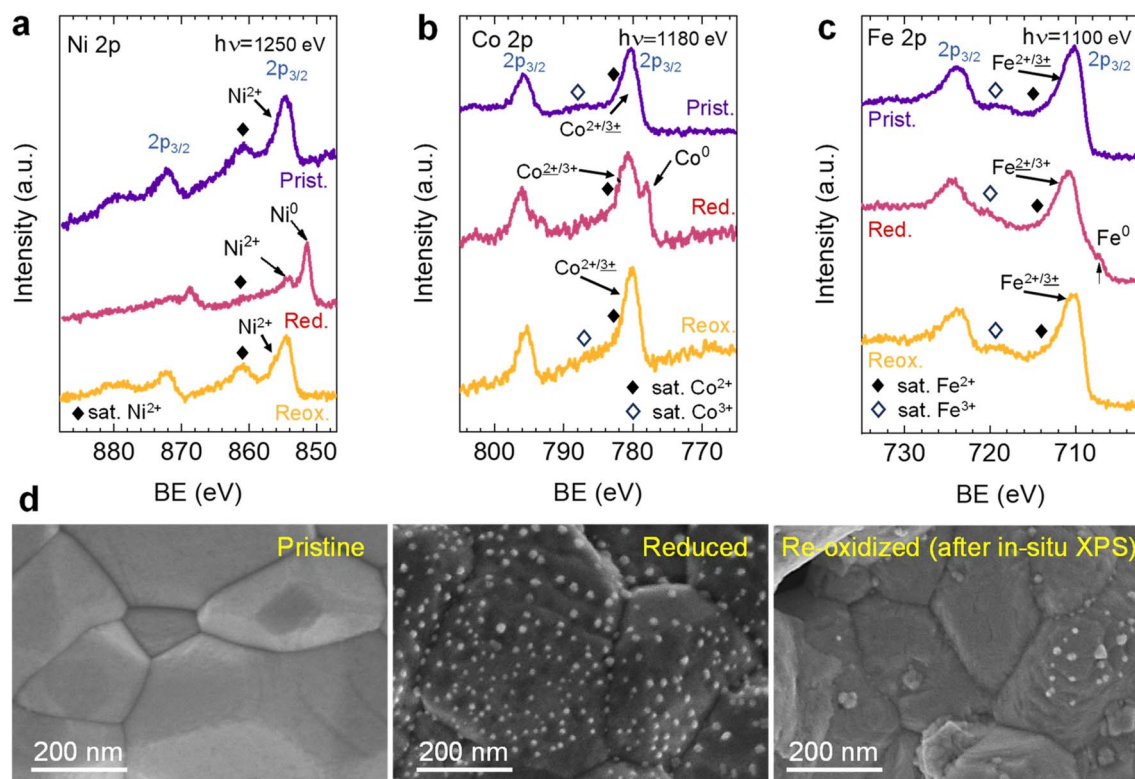 a
Ni 2p
hν=1250 eV
2p3/2
Ni2+
2p3/2
Prist.
Ni0
Ni2+
Red.
Ni2+
◆ sat. Ni2+
Reox.
880 870 860 850
BE (eV)
Intensity (a.u.)
b
Co 2p
hν=1180 eV
2p3/2
2p3/2
Prist.
Co2+/3+
Co2+/3+
Co0
Red.
Co2+/3+
Reox.
◆ sat. Co2+
◇ sat. Co3+
800 780 770
BE (eV)
Intensity (a.u.)
c
Fe 2p
hν=1100 eV
2p3/2
Fe2+/3+
2p3/2
Prist.
Fe2+/3+
Red.
Fe0
Fe2+/3+
Reox.
◆ sat. Fe2+
◇ sat. Fe3+
730 720 710
BE (eV)
Intensity (a.u.)
d
Pristine
200 nm
Reduced
200 nm
Re-oxidized (after in-situ XPS)
200 nm